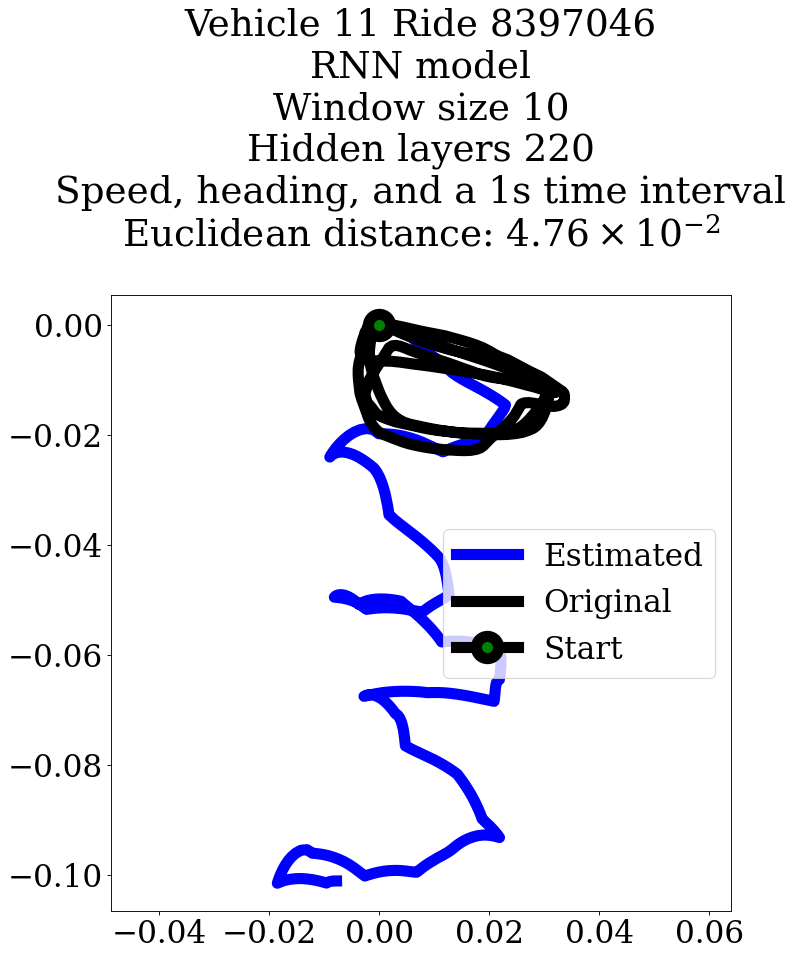 Vehicle 11 Ride 8397046
RNN model
Window size 10
Hidden layers 220
Speed, heading, and a 1s time interval
Euclidean distance: 4.76 × 10⁻²
0.00
−0.02
−0.04
−0.06
−0.08
−0.10
Estimated
Original
Start
−0.04 −0.02 0.00 0.02 0.04 0.06